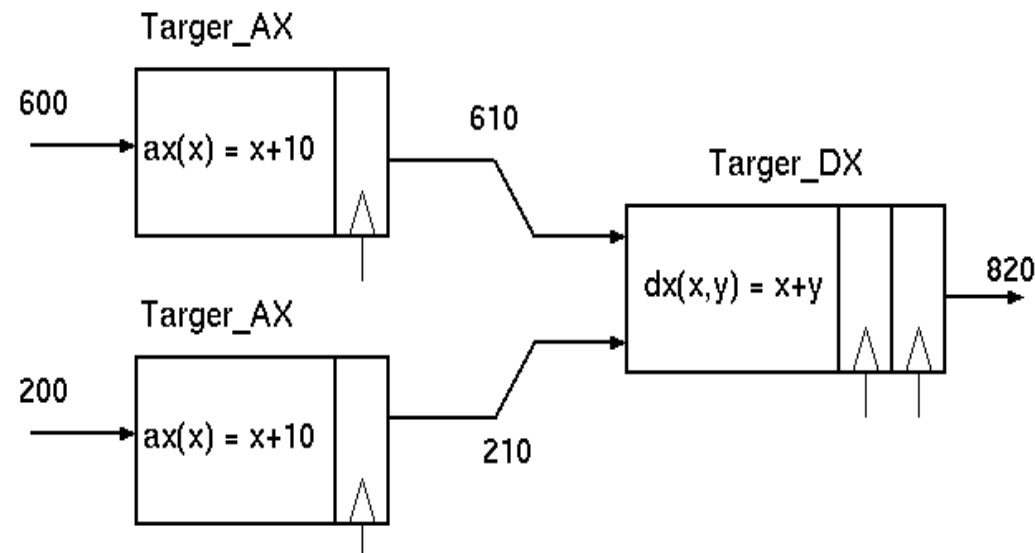 Targer_AX
600
ax(x) = x+10
610
Targer_DX
dx(x,y) = x+y
820
Targer_AX
200
ax(x) = x+10
210